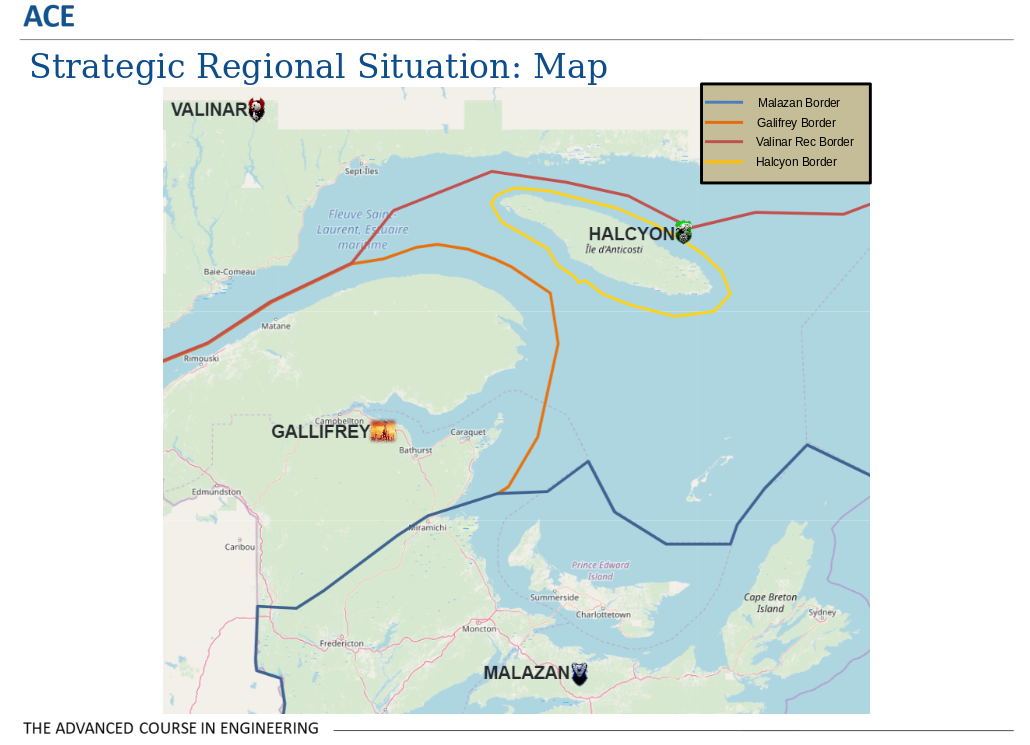 ACE
Strategic Regional Situation: Map
Malazan Border
Galifrey Border
Valinar Rec Border
Halcyon Border
VALINAR
Sept-Îles
Fleuve Saint-
Laurent, Estuaire
maritime
HALCYON
Île d'Anticosti
Baie-Comeau
Matane
Rimouski
Campbellton
GALLIFREY
Caraquet
Bathurst
Edmundston
Miramichi
Caribou
Prince Edward
Island
Summerside
Charlottetown
Cape Breton
Island
Sydney
Moncton
Fredericton
MALAZAN
THE ADVANCED COURSE IN ENGINEERING